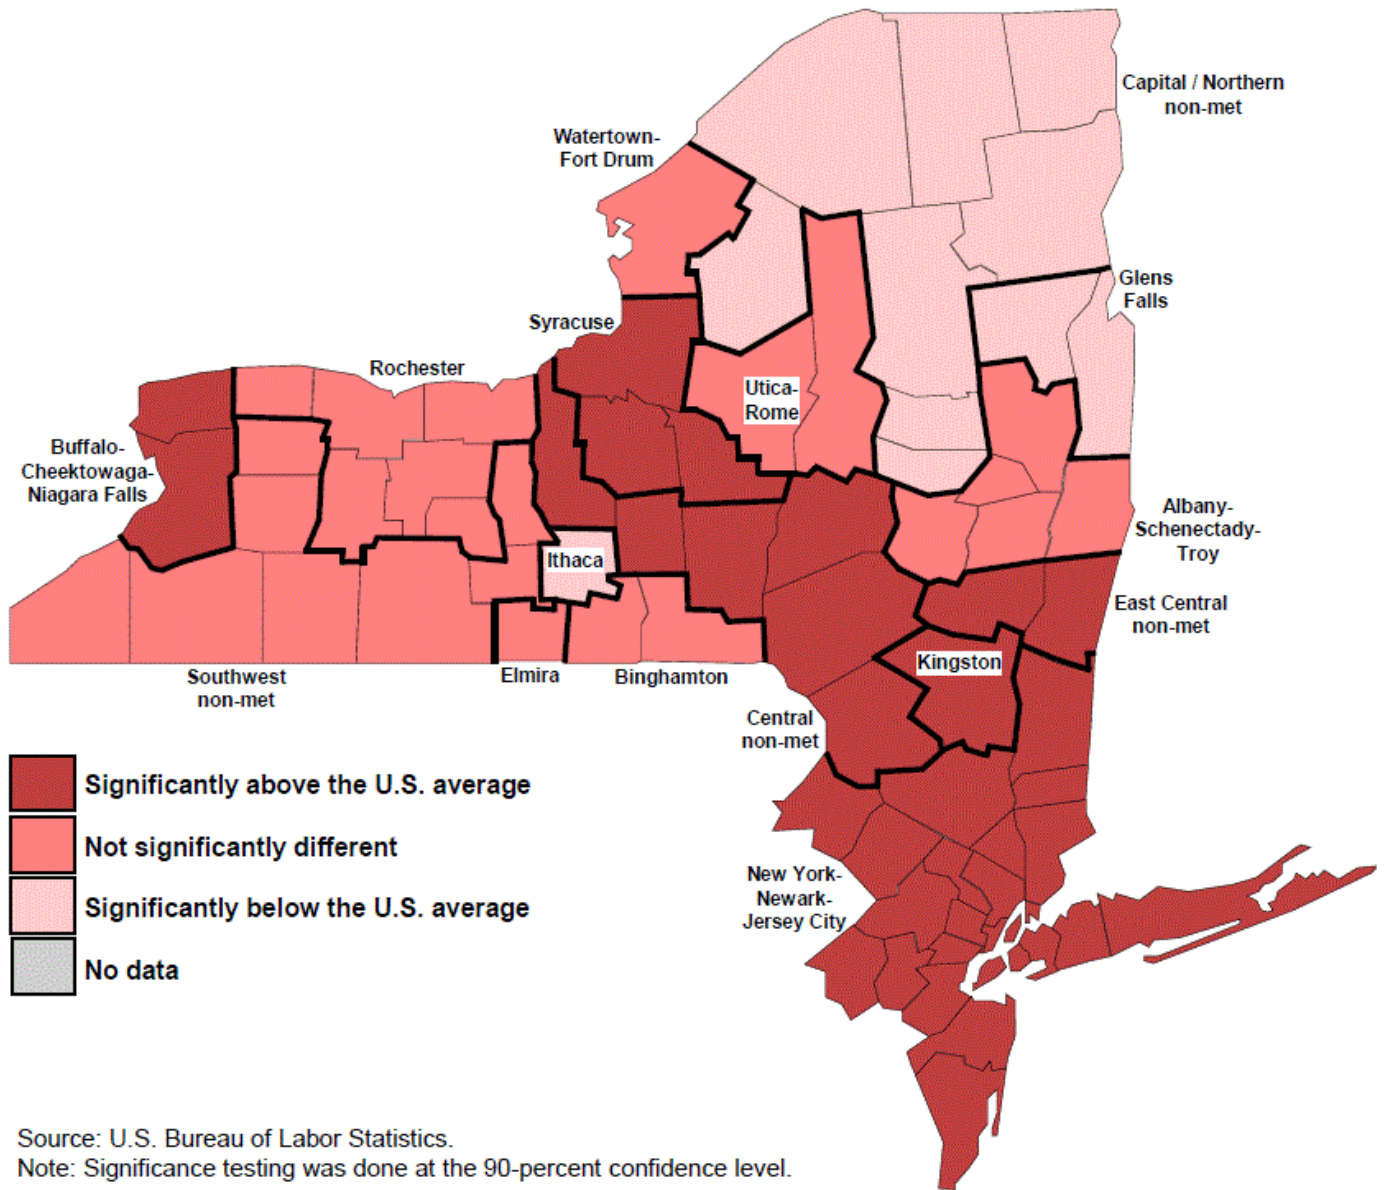 Capital / Northern
non-met
Watertown-
Fort Drum
Glens
Falls
Syracuse
Rochester
Utica-
Rome
Buffalo-
Cheektowaga-
Niagara Falls
Albany-
Schenectady-
Troy
Ithaca
East Central
non-met
Kingston
Southwest
non-met
Elmira
Binghamton
Central
non-met
Significantly above the U.S. average
Not significantly different
Significantly below the U.S. average
No data
New York-
Newark-
Jersey City
Source: U.S. Bureau of Labor Statistics.
Note: Significance testing was done at the 90-percent confidence level.